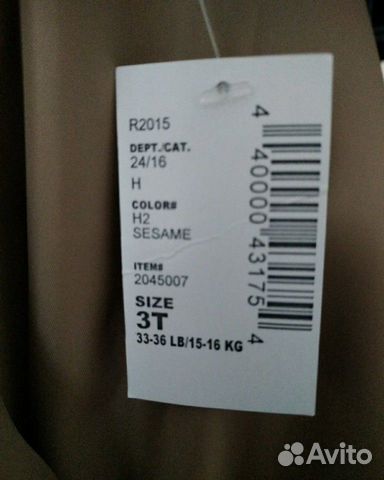 R2015
DEPT./CAT.
24/16
H
COLOR#
H2
SESAME
ITEM#
2045007
SIZE
3T
33-36 LB/15-16 KG
4 40000 43175 4
Avito